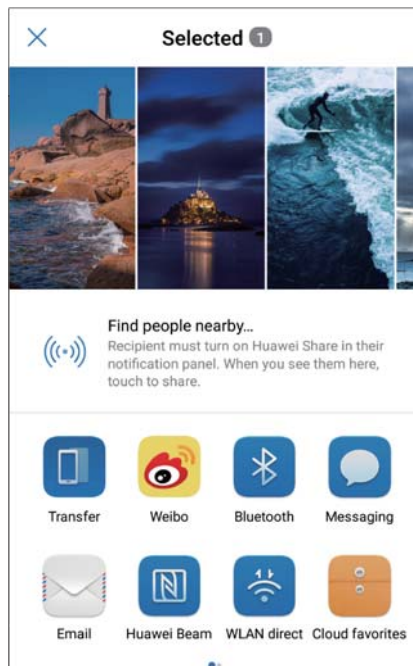 Selected 1
Find people nearby...
Recipient must turn on Huawei Share in their
notification panel. When you see them here,
touch to share.
Transfer Weibo Bluetooth Messaging
Email Huawei Beam WLAN direct Cloud favorites